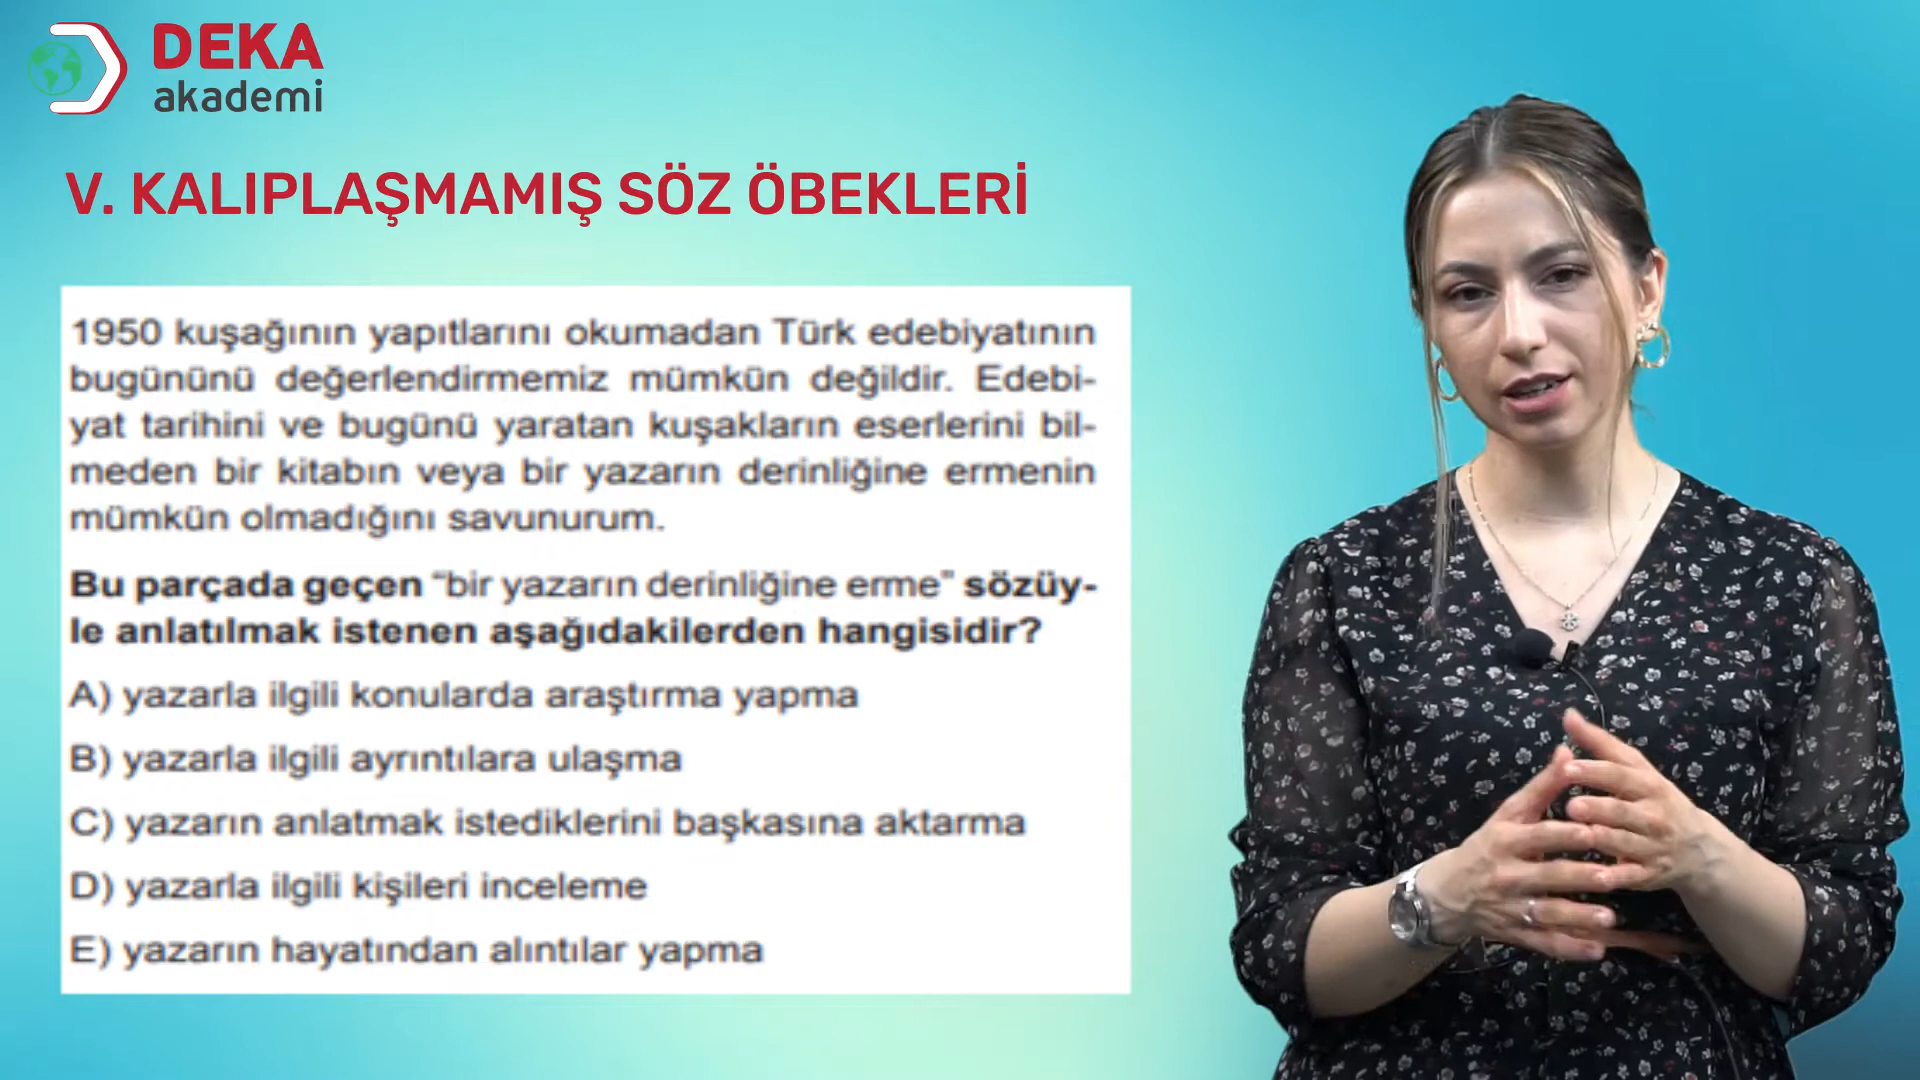 DEKA
akademi
V. KALIPLAŞMAMIŞ SÖZ ÖBEKLERİ
1950 kuşağının yapıtlarını okumadan Türk edebiyatının
bugününü değerlendirmemiz mümkün değildir. Edebi-
yat tarihini ve bugünü yaratan kuşakların eserlerini bil-
meden bir kitabın veya bir yazarın derinliğine ermenin
mümkün olmadığını savunurum.
Bu parçada geçen “bir yazarın derinliğine erme” sözüy-
le anlatılmak istenen aşağıdakilerden hangisidir?
A) yazarla ilgili konularda araştırma yapma
B) yazarla ilgili ayrıntılara ulaşma
C) yazarın anlatmak istediklerini başkasına aktarma
D) yazarla ilgili kişileri inceleme
E) yazarın hayatından alıntılar yapma